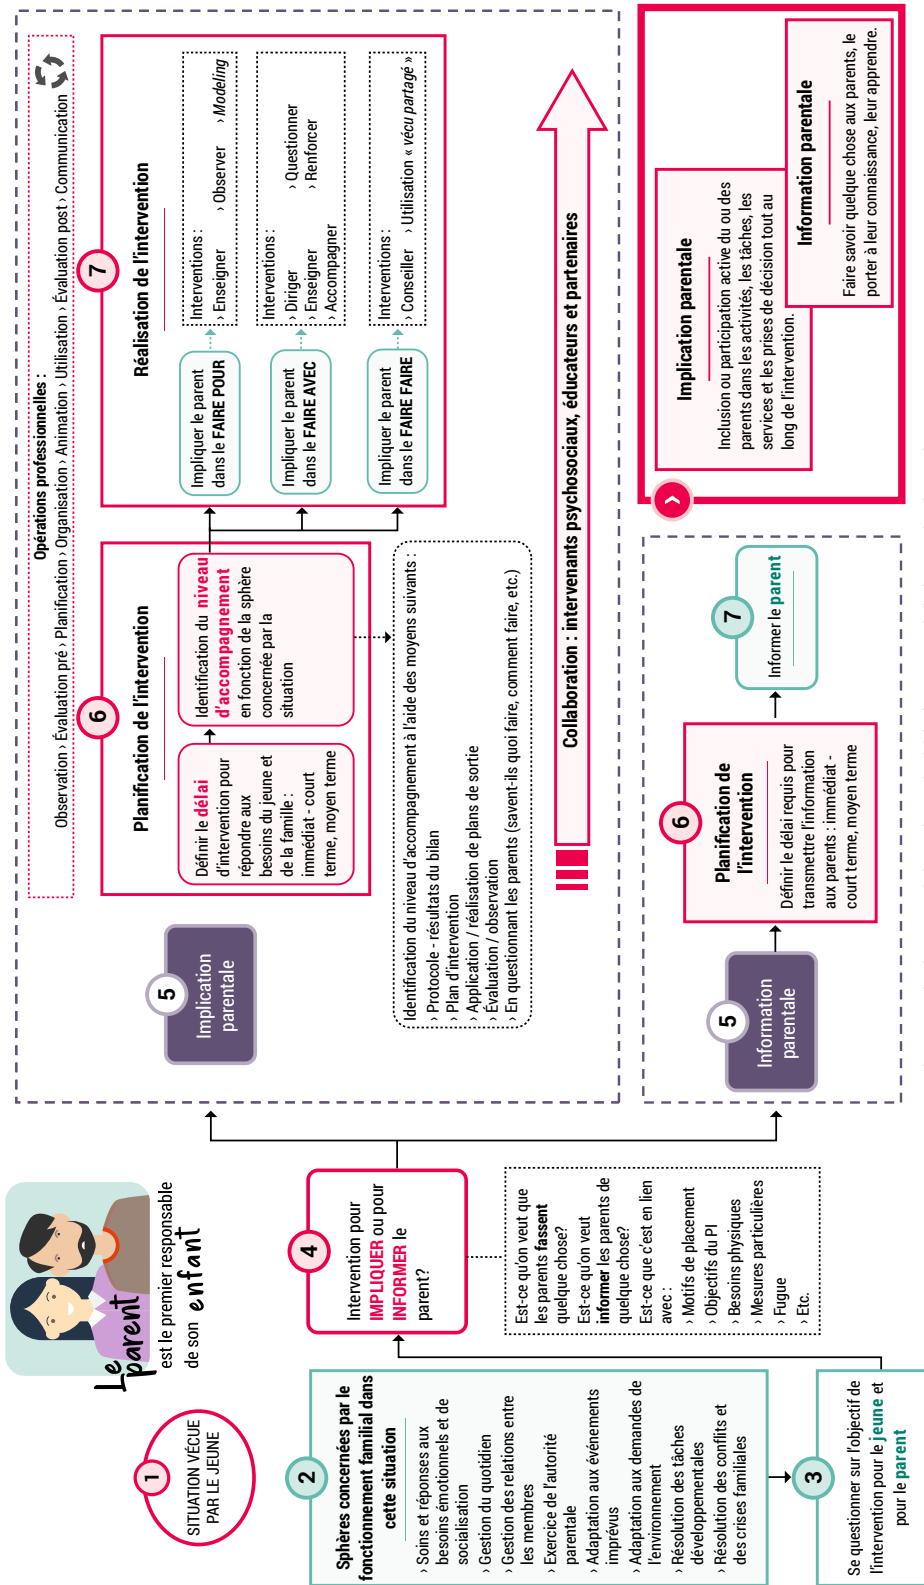 Le
parent
est le premier responsable
de son enfant
1
SITUATION VÉCUE
PAR LE JEUNE
2
Sphères concernées par le
fonctionnement familial dans
cette situation
› Soins et réponses aux
besoins émotionnels et de
socialisation
› Gestion du quotidien
› Gestion des relations entre
les membres
› Exercice de l'autorité
parentale
› Adaptation aux événements
imprévus
› Adaptation aux demandes de
l'environnement
› Résolution des tâches
développementales
› Résolution des conflits et
des crises familiales
3
Se questionner sur l'objectif de
l'intervention pour le jeune et
pour le parent
4
Intervention pour
IMPLIQUER ou pour
INFORMER le
parent?
Est-ce qu'on veut que
les parents fassent
quelque chose?
Est-ce qu'on veut
informer les parents de
quelque chose?
Est-ce que c'est en lien
avec :
› Motifs de placement
› Objectifs du PI
› Besoins physiques
› Mesures particulières
› Fugue
› Etc.
Opérations professionnelles :
Observation › Évaluation pré › Planification › Organisation › Animation › Utilisation › Évaluation post › Communication
5
Implication
parentale
6
Planification de l'intervention
Définir le délai
d'intervention pour
répondre aux
besoins du jeune et
de la famille :
immédiat - court
terme, moyen terme
Identification du niveau
d'accompagnement
en fonction de la sphère
concernée par la
situation
Identification du niveau d'accompagnement à l'aide des moyens suivants :
› Protocole - résultats du bilan
› Plan d'intervention
› Application / réalisation de plans de sortie
› Évaluation / observation
› En questionnant les parents (savent-ils quoi faire, comment faire, etc.)
7
Réalisation de l'intervention
Impliquer le parent
dans le FAIRE POUR
Interventions :
› Enseigner › Observer › Modeling
Impliquer le parent
dans le FAIRE AVEC
Interventions :
› Diriger › Questionner
› Enseigner › Renforcer
› Accompagner
Impliquer le parent
dans le FAIRE FAIRE
Interventions :
› Conseiller › Utilisation « vécu partagé »
Collaboration : intervenants psychosociaux, éducateurs et partenaires
5
Information
parentale
6
Planification de
l'intervention
Définir le délai requis pour
transmettre l'information
aux parents : immédiat -
court terme, moyen terme
7
Informer le parent
Implication parentale
Inclusion ou participation active du ou des
parents dans les activités, les tâches, les
services et les prises de décision tout au
long de l'intervention.
Information parentale
Faire savoir quelque chose aux parents, le
porter à leur connaissance, leur apprendre.